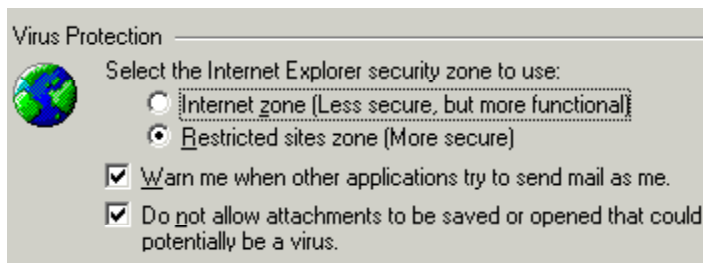 Virus Protection
Select the Internet Explorer security zone to use:
Internet zone (Less secure, but more functional)
Restricted sites zone (More secure)
Warn me when other applications try to send mail as me.
Do not allow attachments to be saved or opened that could
potentially be a virus.